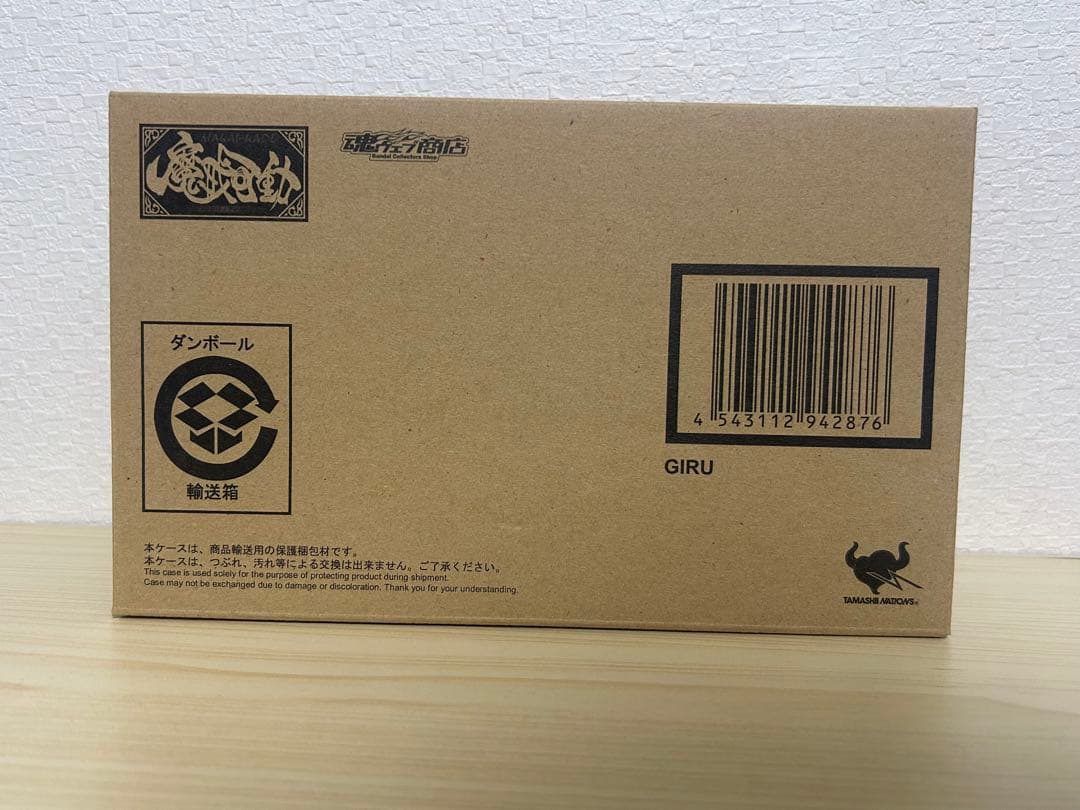 MAKAI KADO
魔戒可動
魂ウェブ商店
Bandai Collectors Shop
ダンボール
輸送箱
4 543112 942876
GIRU
本ケースは、商品輸送用の保護梱包材です。
本ケースは、つぶれ、汚れ等による交換は出来ません。ご了承ください。
This case is used solely for the purpose of protecting product during shipment.
Case may not be exchanged due to damage or discoloration. Thank you for your understanding.
TAMASHII NATIONS